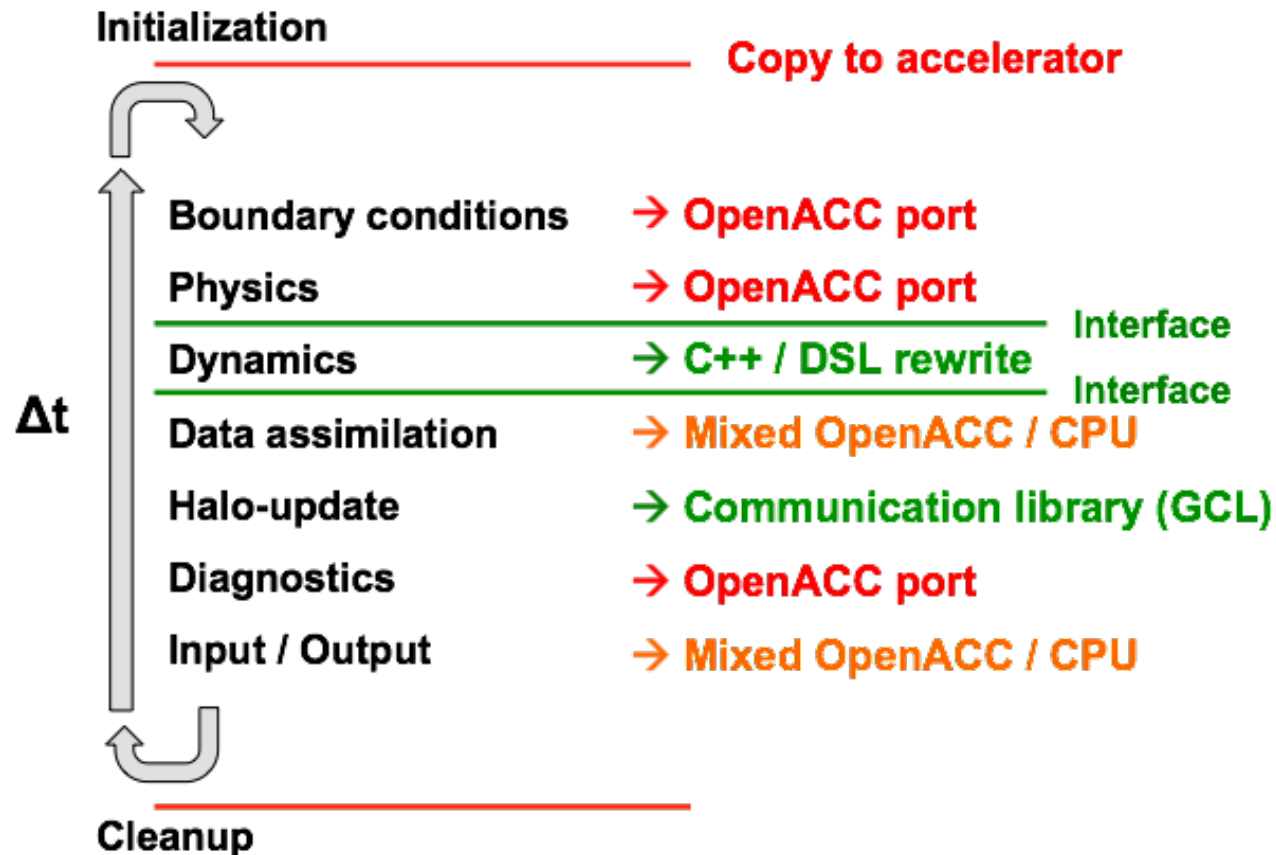 Initialization
Copy to accelerator
Boundary conditions → OpenACC port
Physics → OpenACC port
Interface
Dynamics → C++ / DSL rewrite
Interface
Δt
Data assimilation → Mixed OpenACC / CPU
Halo-update → Communication library (GCL)
Diagnostics → OpenACC port
Input / Output → Mixed OpenACC / CPU
Cleanup